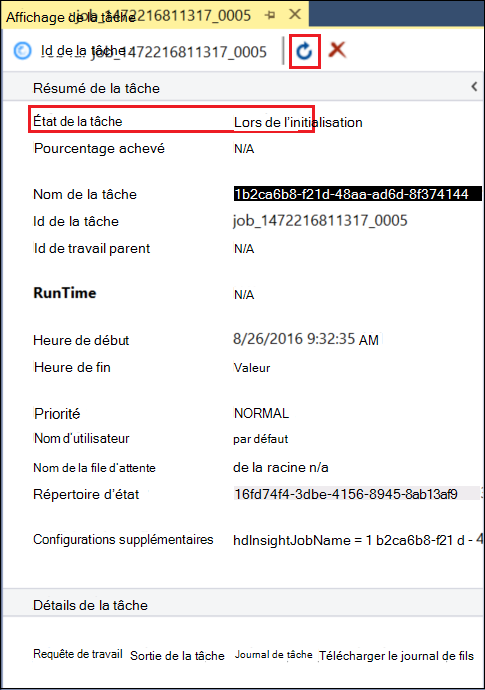 Affichage de la tâche job_1472216811317_0005
Id de la tâche job_1472216811317_0005
Résumé de la tâche
État de la tâche Lors de l'initialisation
Pourcentage achevé N/A
Nom de la tâche 1b2ca6b8-f21d-48aa-ad6d-8f374144
Id de la tâche job_1472216811317_0005
Id de travail parent N/A
RunTime N/A
Heure de début 8/26/2016 9:32:35 AM
Heure de fin Valeur
Priorité NORMAL
Nom d'utilisateur par défaut
Nom de la file d'attente de la racine n/a
Répertoire d'état 16fd74f4-3dbe-4156-8945-8ab13af9
Configurations supplémentaires hdInsightJobName = 1 b2ca6b8-f21 d - 4
Détails de la tâche
Requête de travail Sortie de la tâche Journal de tâche Télécharger le journal de fils